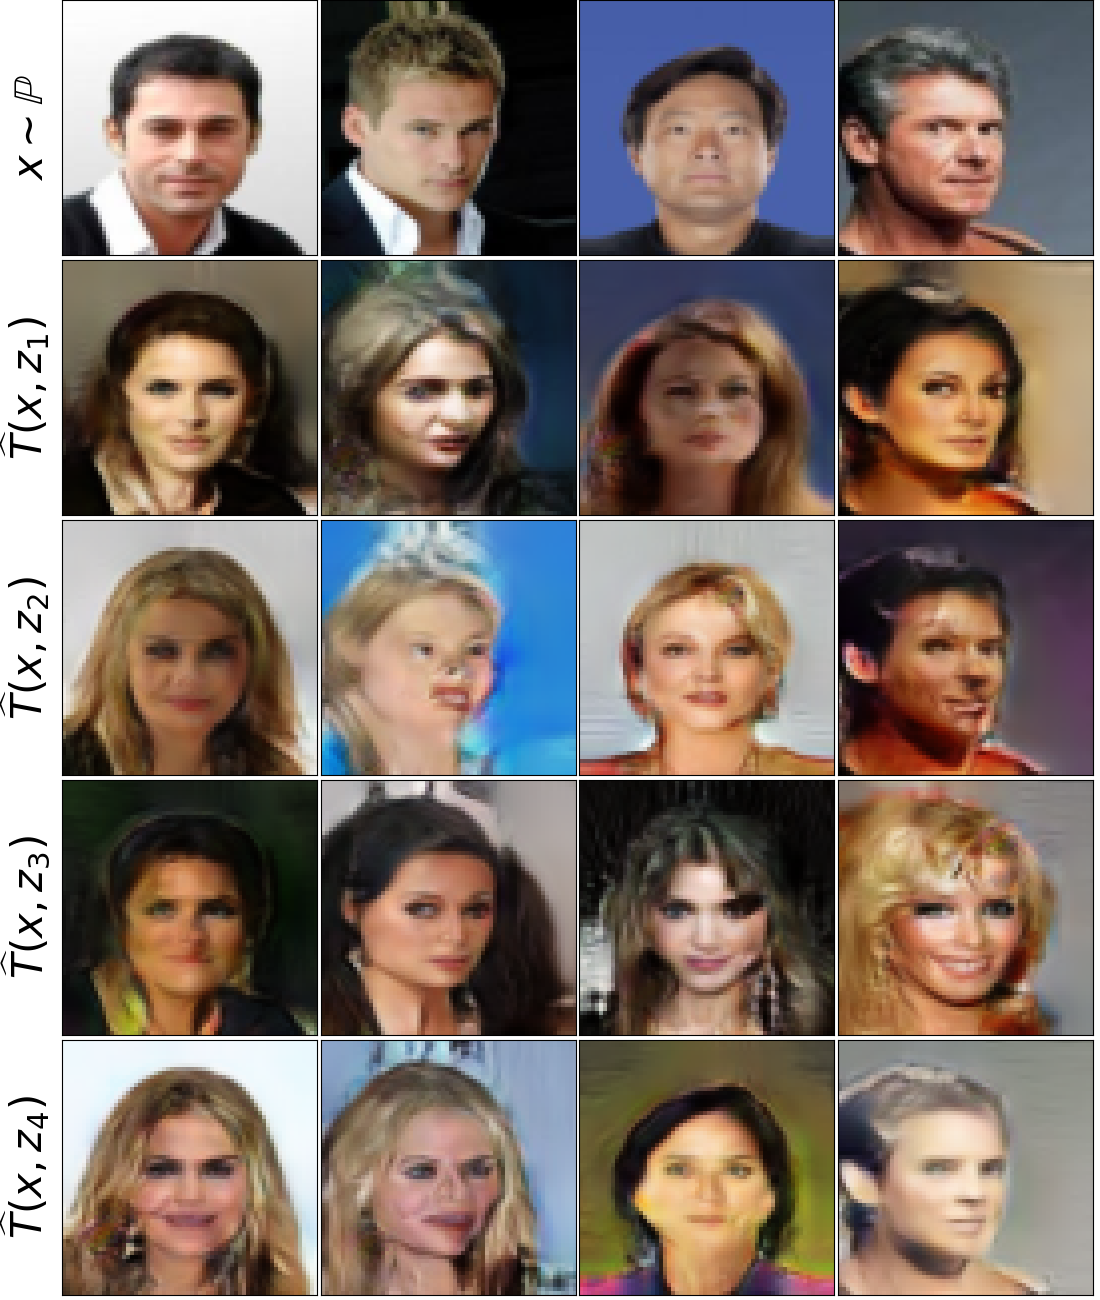 x ~ ℙ
T̂(x, z₁)
T̂(x, z₂)
T̂(x, z₃)
T̂(x, z₄)